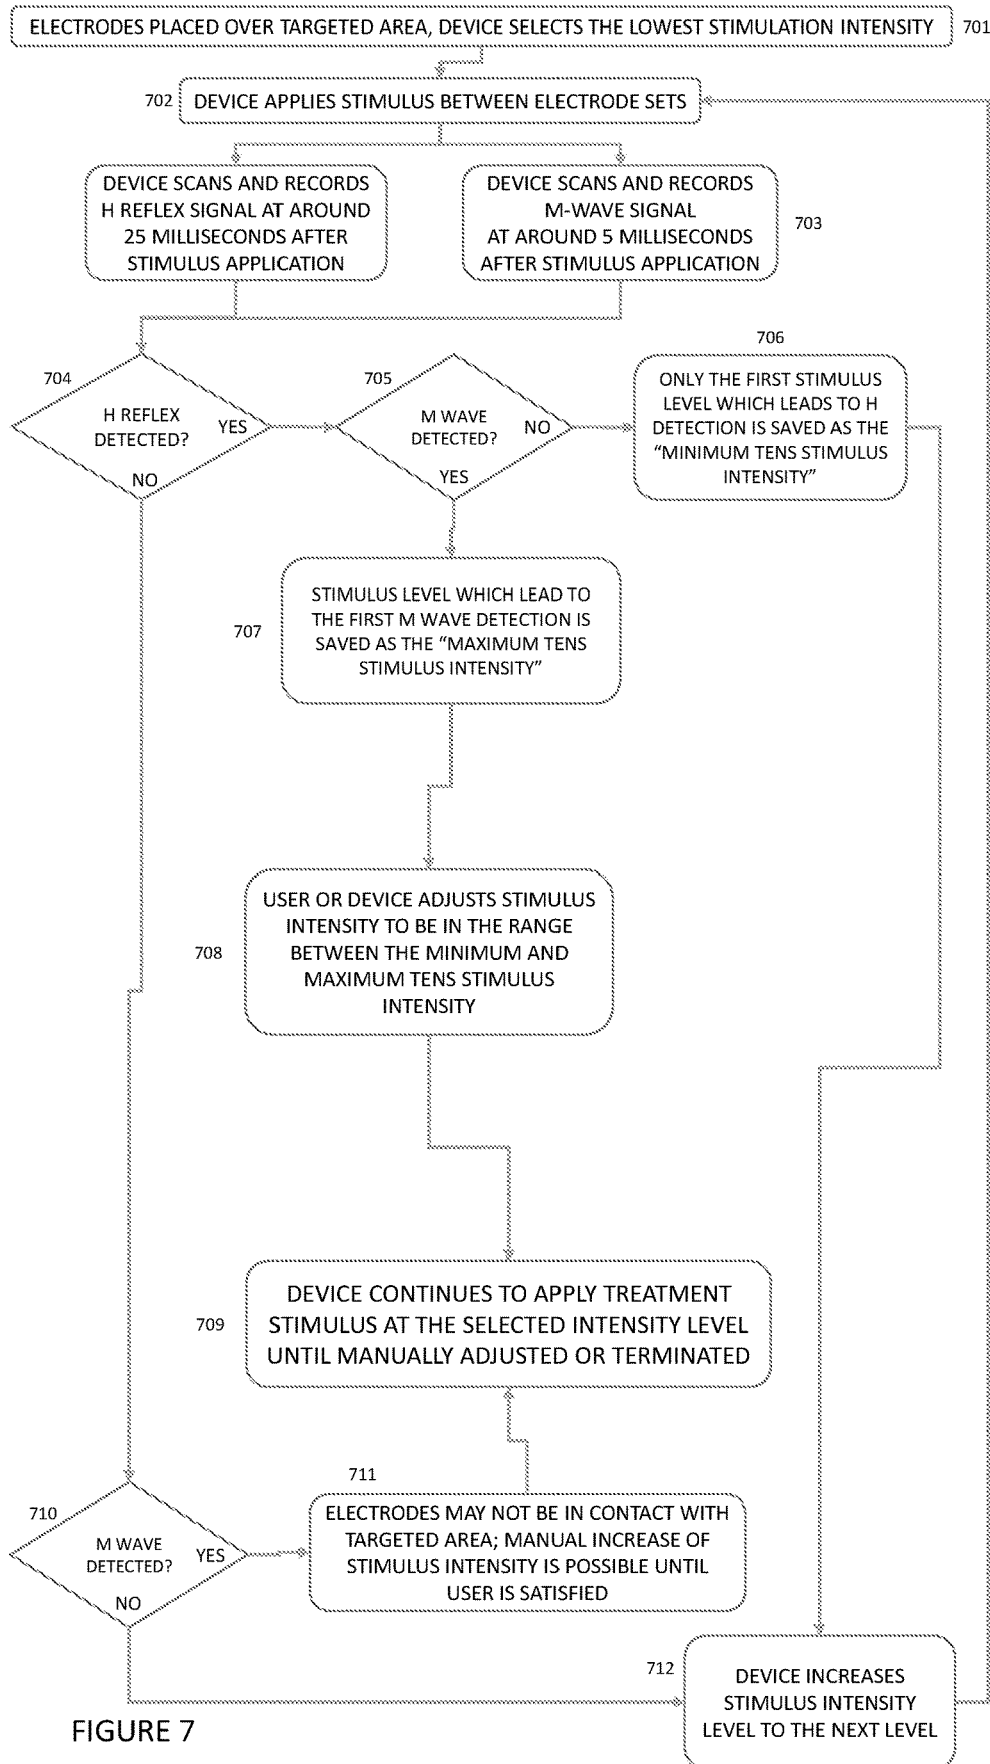 ELECTRODES PLACED OVER TARGETED AREA, DEVICE SELECTS THE LOWEST STIMULATION INTENSITY
701
702
DEVICE APPLIES STIMULUS BETWEEN ELECTRODE SETS
DEVICE SCANS AND RECORDS
H REFLEX SIGNAL AT AROUND
25 MILLISECONDS AFTER
STIMULUS APPLICATION
DEVICE SCANS AND RECORDS
M-WAVE SIGNAL
AT AROUND 5 MILLISECONDS
AFTER STIMULUS APPLICATION
703
704
H REFLEX
DETECTED?
YES
NO
705
M WAVE
DETECTED?
NO
YES
706
ONLY THE FIRST STIMULUS
LEVEL WHICH LEADS TO H
DETECTION IS SAVED AS THE
"MINIMUM TENS STIMULUS
INTENSITY"
707
STIMULUS LEVEL WHICH LEAD TO
THE FIRST M WAVE DETECTION IS
SAVED AS THE "MAXIMUM TENS
STIMULUS INTENSITY"
708
USER OR DEVICE ADJUSTS STIMULUS
INTENSITY TO BE IN THE RANGE
BETWEEN THE MINIMUM AND
MAXIMUM TENS STIMULUS
INTENSITY
709
DEVICE CONTINUES TO APPLY TREATMENT
STIMULUS AT THE SELECTED INTENSITY LEVEL
UNTIL MANUALLY ADJUSTED OR TERMINATED
710
M WAVE
DETECTED?
YES
NO
711
ELECTRODES MAY NOT BE IN CONTACT WITH
TARGETED AREA; MANUAL INCREASE OF
STIMULUS INTENSITY IS POSSIBLE UNTIL
USER IS SATISFIED
712
DEVICE INCREASES
STIMULUS INTENSITY
LEVEL TO THE NEXT LEVEL
FIGURE 7